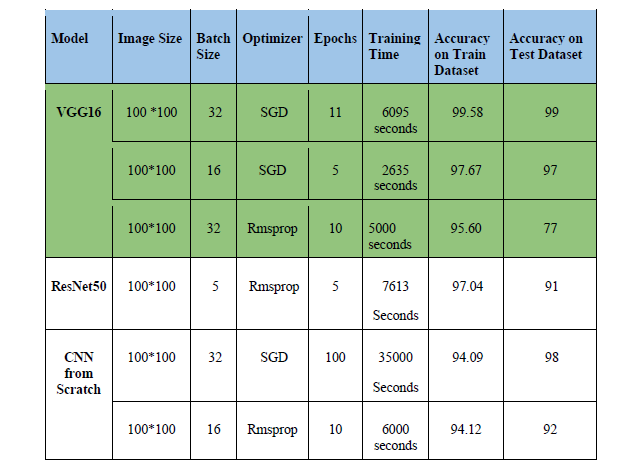 Model Image Size Batch Size Optimizer Epochs Training Time Accuracy on Train Dataset Accuracy on Test Dataset
VGG16 100 *100 32 SGD 11 6095 seconds 99.58 99
100*100 16 SGD 5 2635 seconds 97.67 97
100*100 32 Rmsprop 10 5000 seconds 95.60 77
ResNet50 100*100 5 Rmsprop 5 7613 Seconds 97.04 91
CNN from Scratch 100*100 32 SGD 100 35000 Seconds 94.09 98
100*100 16 Rmsprop 10 6000 seconds 94.12 92